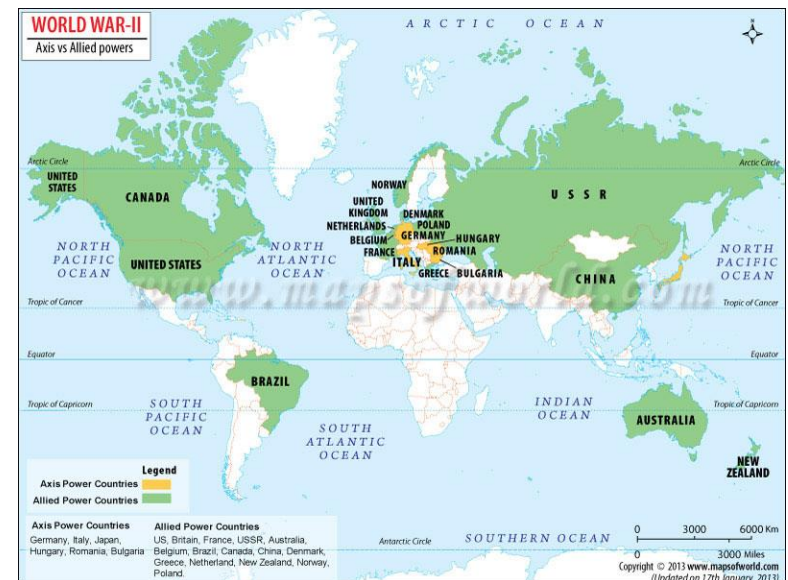 WORLD WAR-II
Axis vs Allied powers
ARCTIC OCEAN
Arctic Circle
Arctic Circle
UNITED
STATES
CANADA
NORWAY
USSR
UNITED
KINGDOM
DENMARK
NETHERLANDS
POLAND
GERMANY
BELGIUM
HUNGARY
FRANCE
ROMANIA
ITALY
GREECE
BULGARIA
NORTH
PACIFIC
OCEAN
UNITED STATES
NORTH
ATLANTIC
OCEAN
CHINA
NORTH
PACIFIC
OCEAN
www.mapsofworld.com
Tropic of Cancer
Tropic of Cancer
Equator
Equator
BRAZIL
Tropic of Capricorn
Tropic of Capricorn
SOUTH
PACIFIC
OCEAN
SOUTH
ATLANTIC
OCEAN
INDIAN
OCEAN
AUSTRALIA
NEW
ZEALAND
Legend
Axis Power Countries
Allied Power Countries
Axis Power Countries
Germany, Italy, Japan,
Hungary, Romania, Bulgaria
Allied Power Countries
US, Britain, France, USSR, Australia,
Belgium, Brazil, Canada, China, Denmark,
Greece, Netherland, New Zealand, Norway,
Poland.
Antarctic Circle
SOUTHERN OCEAN
0 3000 6000 Km
0 3000 Miles
Copyright © 2013 www.mapsofworld.com
(Updated on 17th January, 2013)